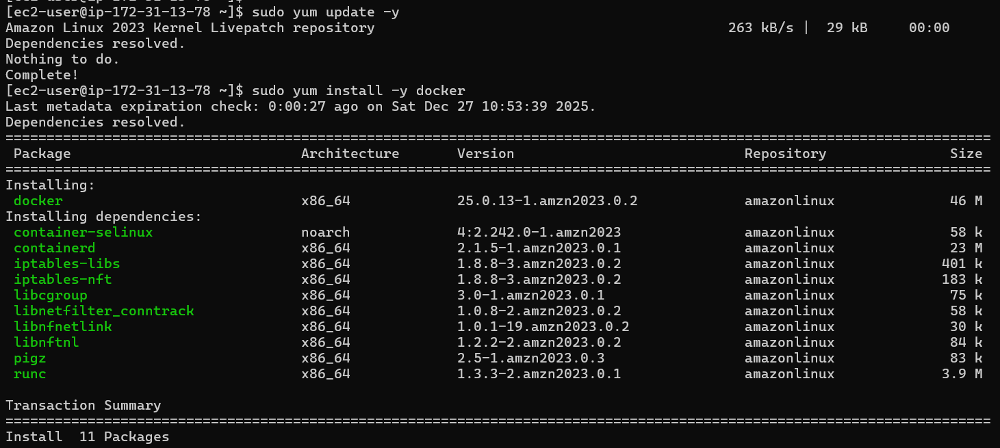 [ec2-user@ip-172-31-13-78 ~]$ sudo yum update -y
Amazon Linux 2023 Kernel Livepatch repository 263 kB/s | 29 kB 00:00
Dependencies resolved.
Nothing to do.
Complete!
[ec2-user@ip-172-31-13-78 ~]$ sudo yum install -y docker
Last metadata expiration check: 0:00:27 ago on Sat Dec 27 10:53:39 2025.
Dependencies resolved.
================================================================================
Package Architecture Version Repository Size
================================================================================
Installing:
docker x86_64 25.0.13-1.amzn2023.0.2 amazonlinux 46 M
Installing dependencies:
container-selinux noarch 4:2.242.0-1.amzn2023 amazonlinux 58 k
containerd x86_64 2.1.5-1.amzn2023.0.1 amazonlinux 23 M
iptables-libs x86_64 1.8.8-3.amzn2023.0.2 amazonlinux 401 k
iptables-nft x86_64 1.8.8-3.amzn2023.0.2 amazonlinux 183 k
libcgroup x86_64 3.0-1.amzn2023.0.1 amazonlinux 75 k
libnetfilter_conntrack x86_64 1.0.8-2.amzn2023.0.2 amazonlinux 58 k
libnfnetlink x86_64 1.0.1-19.amzn2023.0.2 amazonlinux 30 k
libnftnl x86_64 1.2.2-2.amzn2023.0.2 amazonlinux 84 k
pigz x86_64 2.5-1.amzn2023.0.3 amazonlinux 83 k
runc x86_64 1.3.3-2.amzn2023.0.1 amazonlinux 3.9 M
Transaction Summary
================================================================================
Install 11 Packages